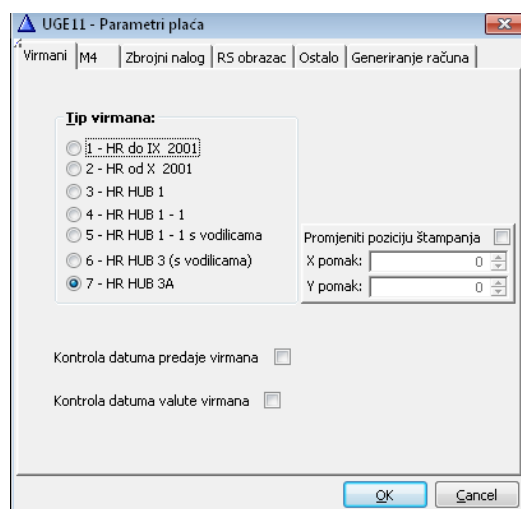 UGE11 - Parametri plaća
Virmani M4 Zbrojni nalog RS obrazac Ostalo Generiranje računa
Tip virmana:
1 - HR do IX 2001
2 - HR od X 2001
3 - HR HUB 1
4 - HR HUB 1 - 1
5 - HR HUB 1 - 1 s vodilicama
6 - HR HUB 3 (s vodilicama)
7 - HR HUB 3A
Promjeniti poziciju štampanja
X pomak: 0
Y pomak: 0
Kontrola datuma predaje virmana
Kontrola datuma valute virmana
OK Cancel